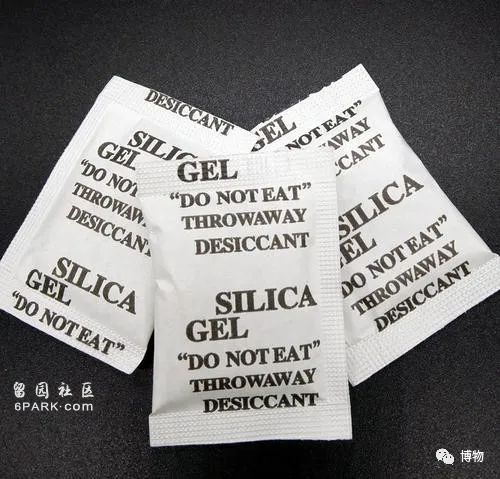 DESICCANT
SILICA
GEL
"DO NOT EAT"
THROWAWAY
DESICCANT
SILICA
GEL
"DO NOT EAT"
GEL
"DO NOT EAT"
THROWAWAY
DESICCANT
SILICA
GEL
"DO NOT EAT"
THROWAWAY
DESICCANT
GEL
"DO NOT EAT"
THROWAWAY
DESICCANT
SILICA
GEL
"DO NOT EAT"
THROWAWAY
DESICCANT
留园社区
6PARK.com
博物